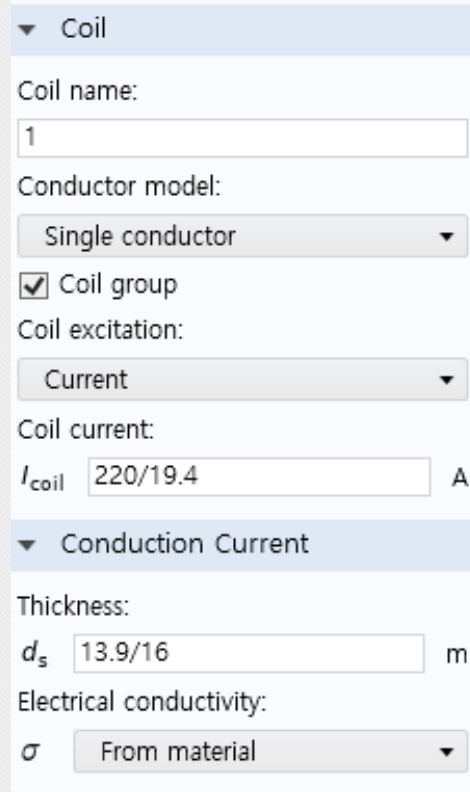 Coil
Coil name:
1
Conductor model:
Single conductor
Coil group
Coil excitation:
Current
Coil current:
Icoil 220/19.4 A
Conduction Current
Thickness:
ds 13.9/16 m
Electrical conductivity:
σ From material